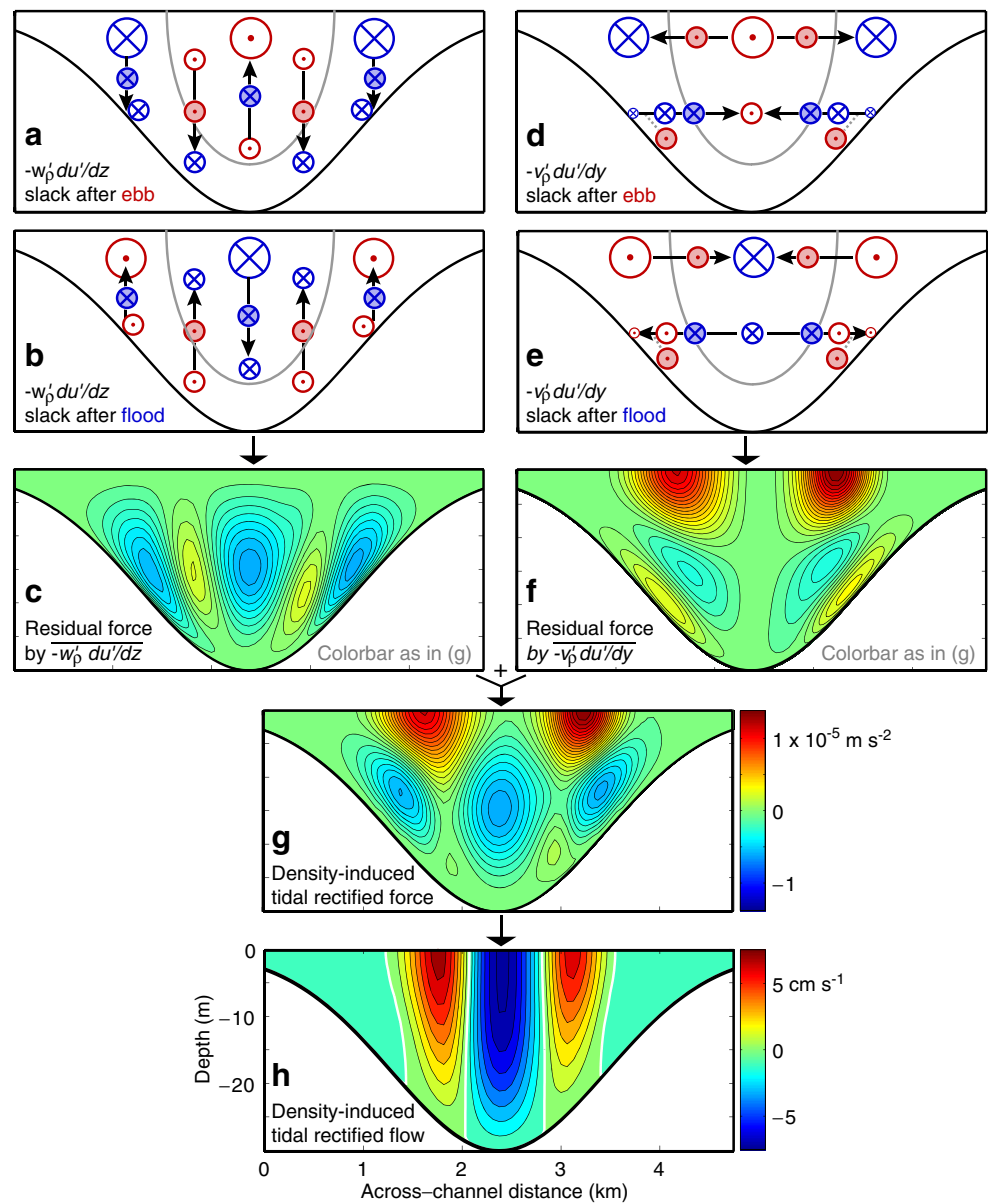 a
-w'ρ du'/dz
slack after ebb
d
-v'ρ du'/dy
slack after ebb
b
-w'ρ du'/dz
slack after flood
e
-v'ρ du'/dy
slack after flood
c
Residual force
by -w'ρ du'/dz
Colorbar as in (g)
f
Residual force
by -v'ρ du'/dy
Colorbar as in (g)
+
g
Density-induced
tidal rectified force
1 x 10⁻⁵ m s⁻²
0
−1
h
Density-induced
tidal rectified flow
Depth (m)
0
−10
−20
5 cm s⁻¹
0
−5
0 1 2 3 4
Across−channel distance (km)